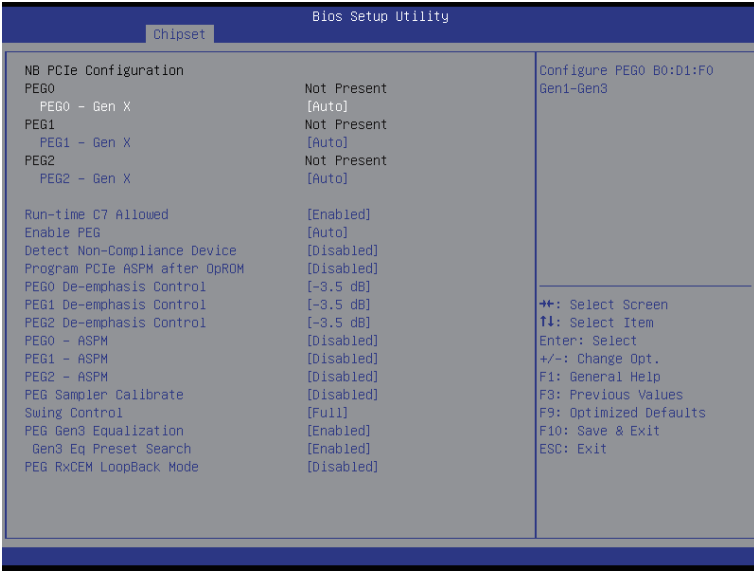 Bios Setup Utility
Chipset
NB PCIe Configuration
PEG0 Not Present
PEG0 - Gen X [Auto]
PEG1 Not Present
PEG1 - Gen X [Auto]
PEG2 Not Present
PEG2 - Gen X [Auto]
Run-time C7 Allowed [Enabled]
Enable PEG [Auto]
Detect Non-Compliance Device [Disabled]
Program PCIe ASPM after OpROM [Disabled]
PEG0 De-emphasis Control [-3.5 dB]
PEG1 De-emphasis Control [-3.5 dB]
PEG2 De-emphasis Control [-3.5 dB]
PEG0 - ASPM [Disabled]
PEG1 - ASPM [Disabled]
PEG2 - ASPM [Disabled]
PEG Sampler Calibrate [Disabled]
Swing Control [Full]
PEG Gen3 Equalization [Enabled]
Gen3 Eq Preset Search [Enabled]
PEG RxCEM LoopBack Mode [Disabled]
Configure PEG0 B0:D1:F0
Gen1-Gen3
→←: Select Screen
↑↓: Select Item
Enter: Select
+/-: Change Opt.
F1: General Help
F3: Previous Values
F9: Optimized Defaults
F10: Save & Exit
ESC: Exit